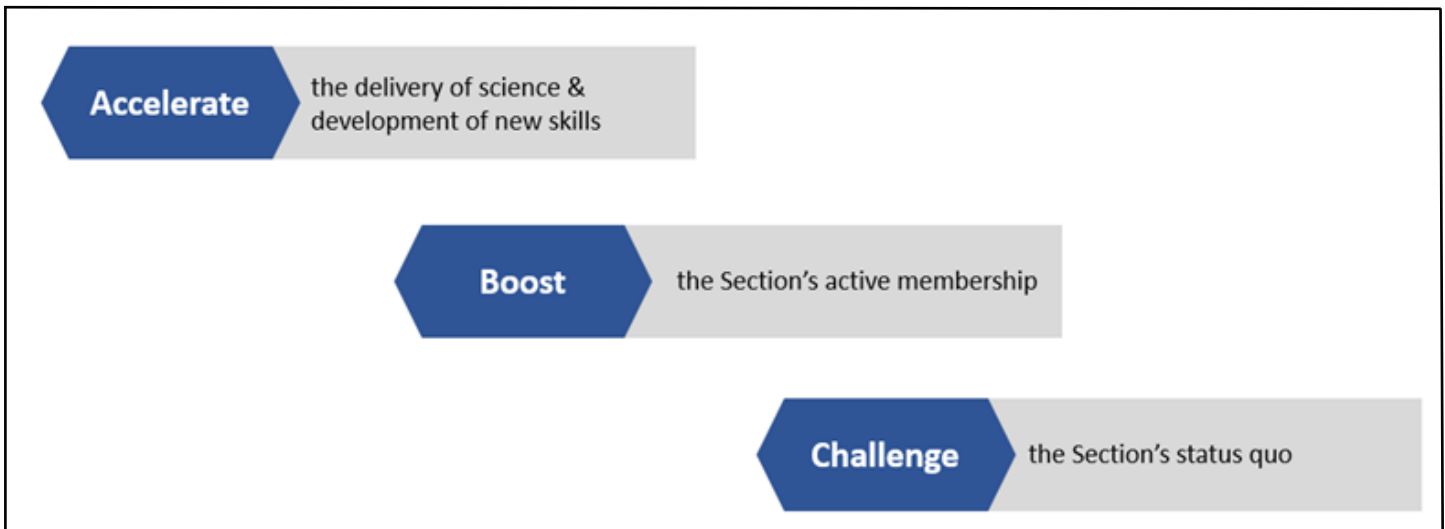 Accelerate
the delivery of science &
development of new skills
Boost
the Section’s active membership
Challenge
the Section’s status quo